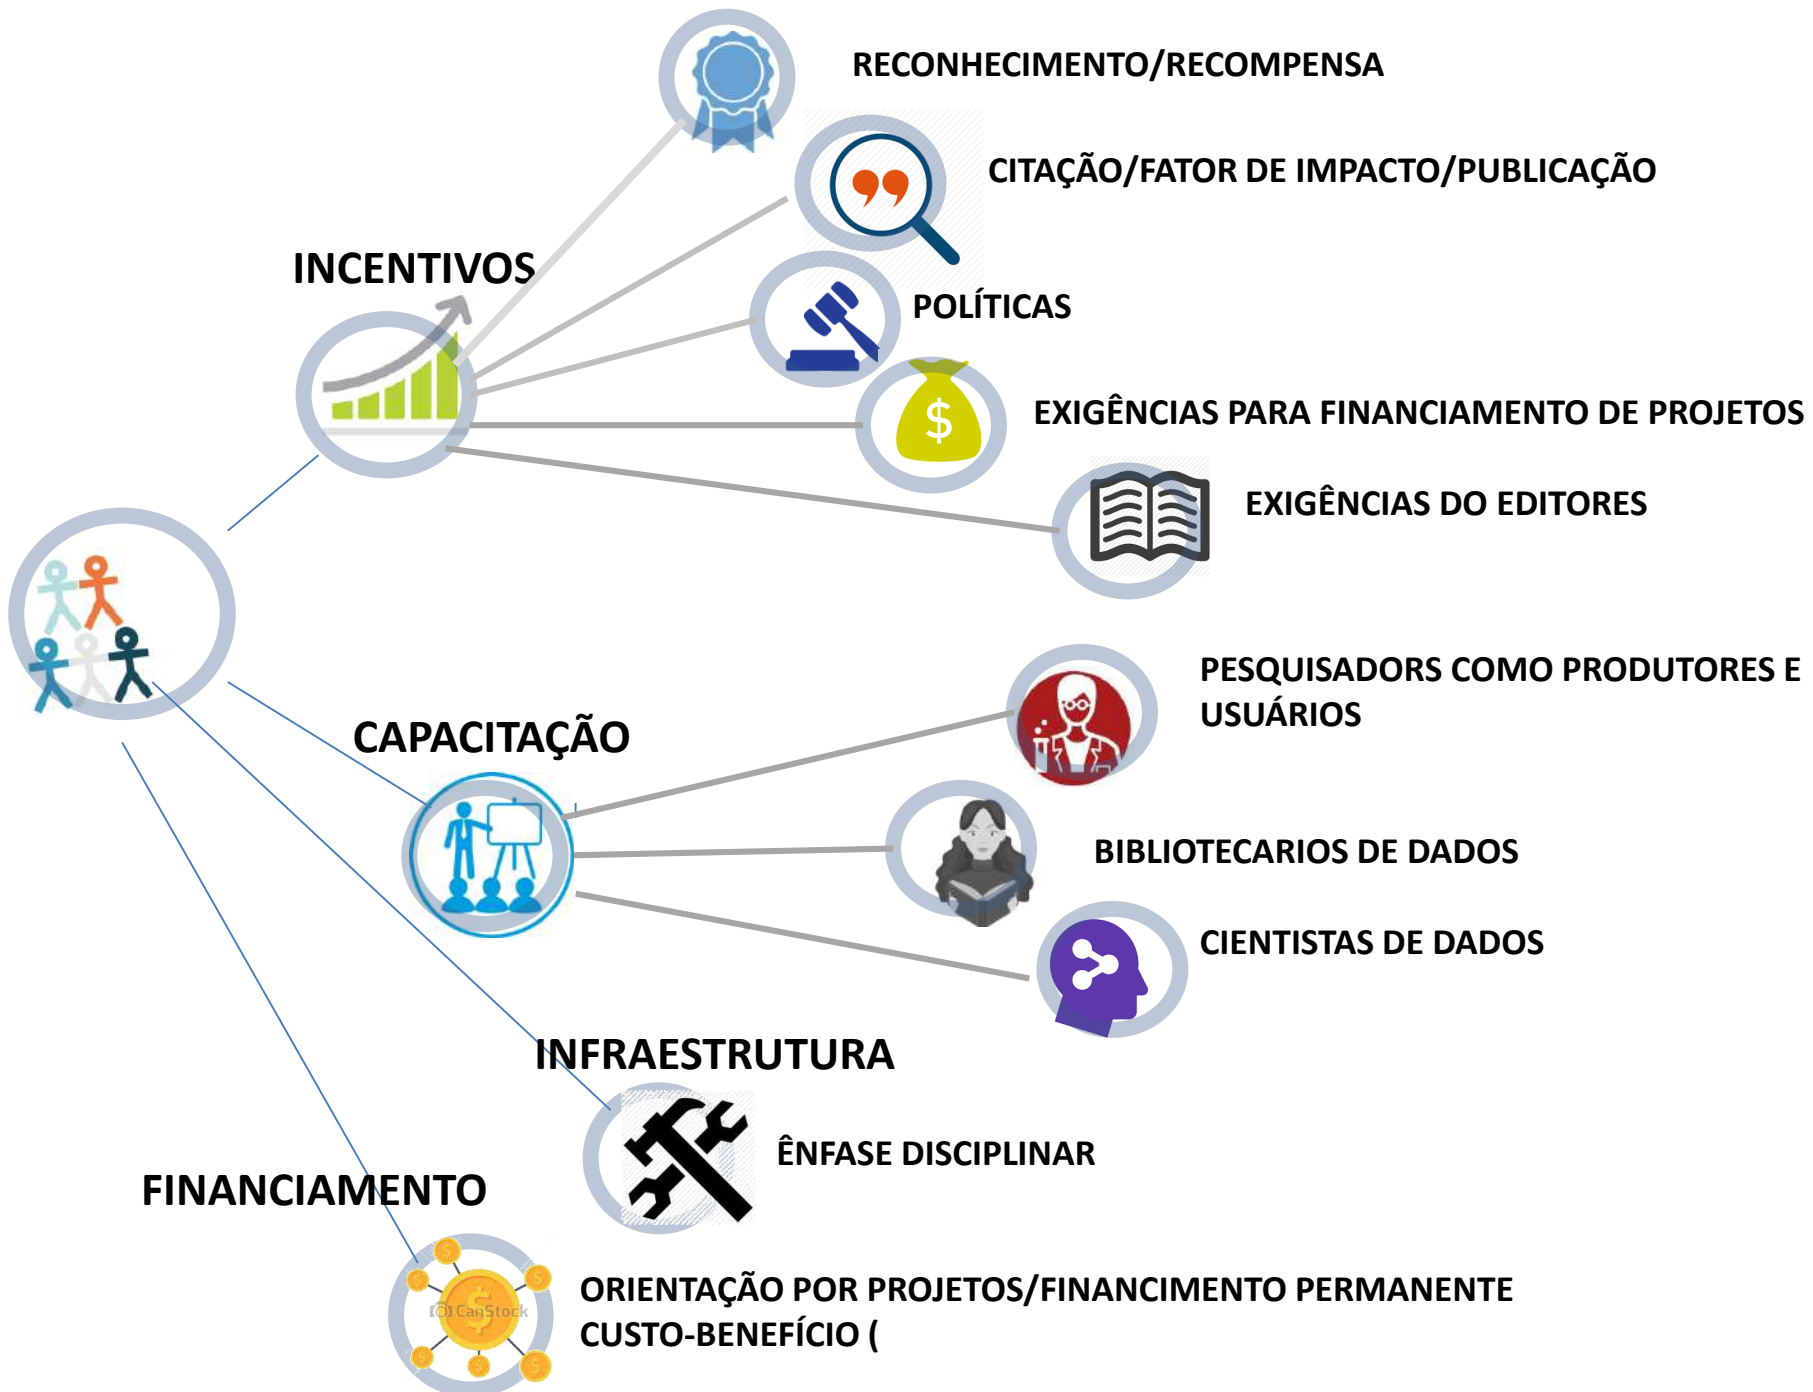 RECONHECIMENTO/RECOMPENSA
CITAÇÃO/FATOR DE IMPACTO/PUBLICAÇÃO
INCENTIVOS
POLÍTICAS
$
EXIGÊNCIAS PARA FINANCIAMENTO DE PROJETOS
EXIGÊNCIAS DO EDITORES
PESQUISADORS COMO PRODUTORES E
USUÁRIOS
CAPACITAÇÃO
BIBLIOTECARIOS DE DADOS
CIENTISTAS DE DADOS
INFRAESTRUTURA
ÊNFASE DISCIPLINAR
FINANCIAMENTO
CanStock
ORIENTAÇÃO POR PROJETOS/FINANCIMENTO PERMANENTE
CUSTO-BENEFÍCIO (